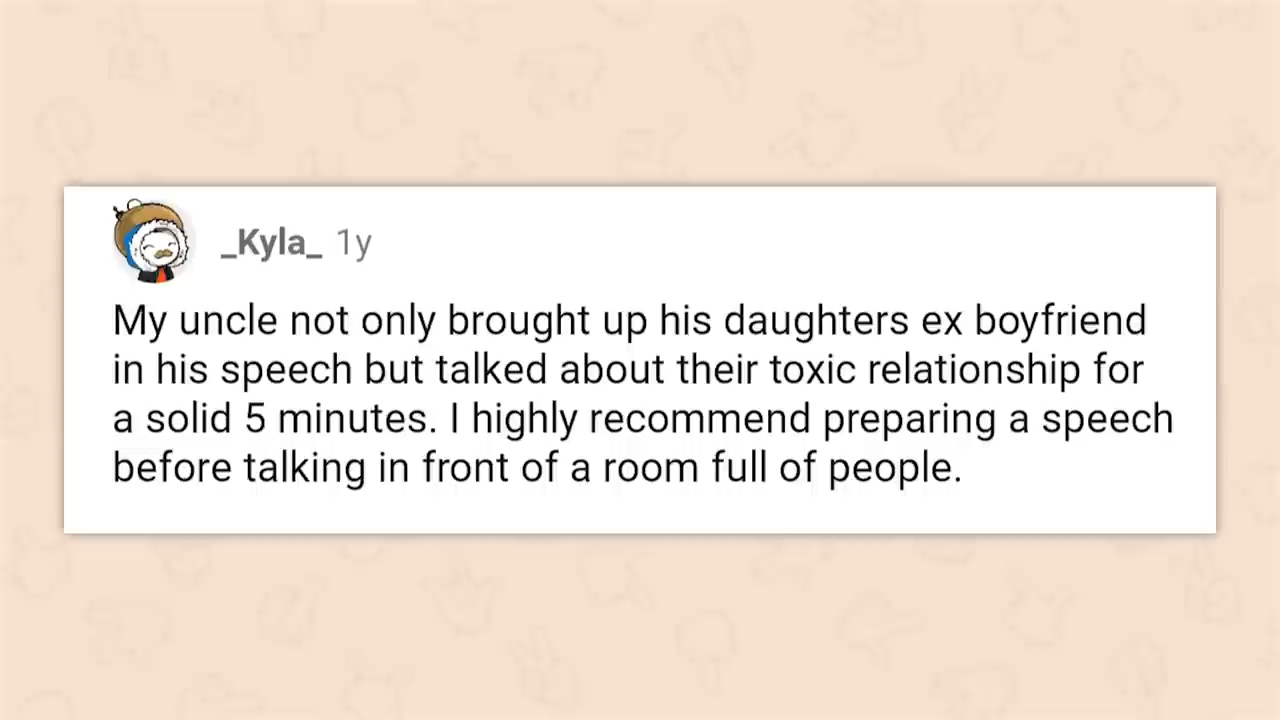 _Kyla_ 1y
My uncle not only brought up his daughters ex boyfriend
in his speech but talked about their toxic relationship for
a solid 5 minutes. I highly recommend preparing a speech
before talking in front of a room full of people.